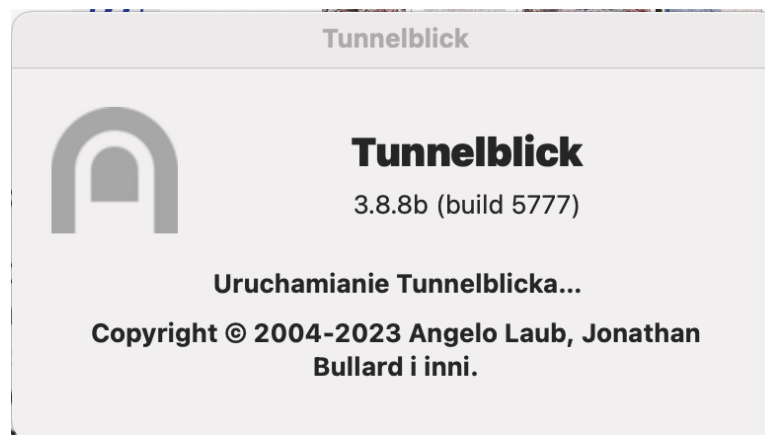 Tunnelblick
Tunnelblick
3.8.8b (build 5777)
Uruchamianie Tunnelblicka...
Copyright © 2004-2023 Angelo Laub, Jonathan
Bullard i inni.